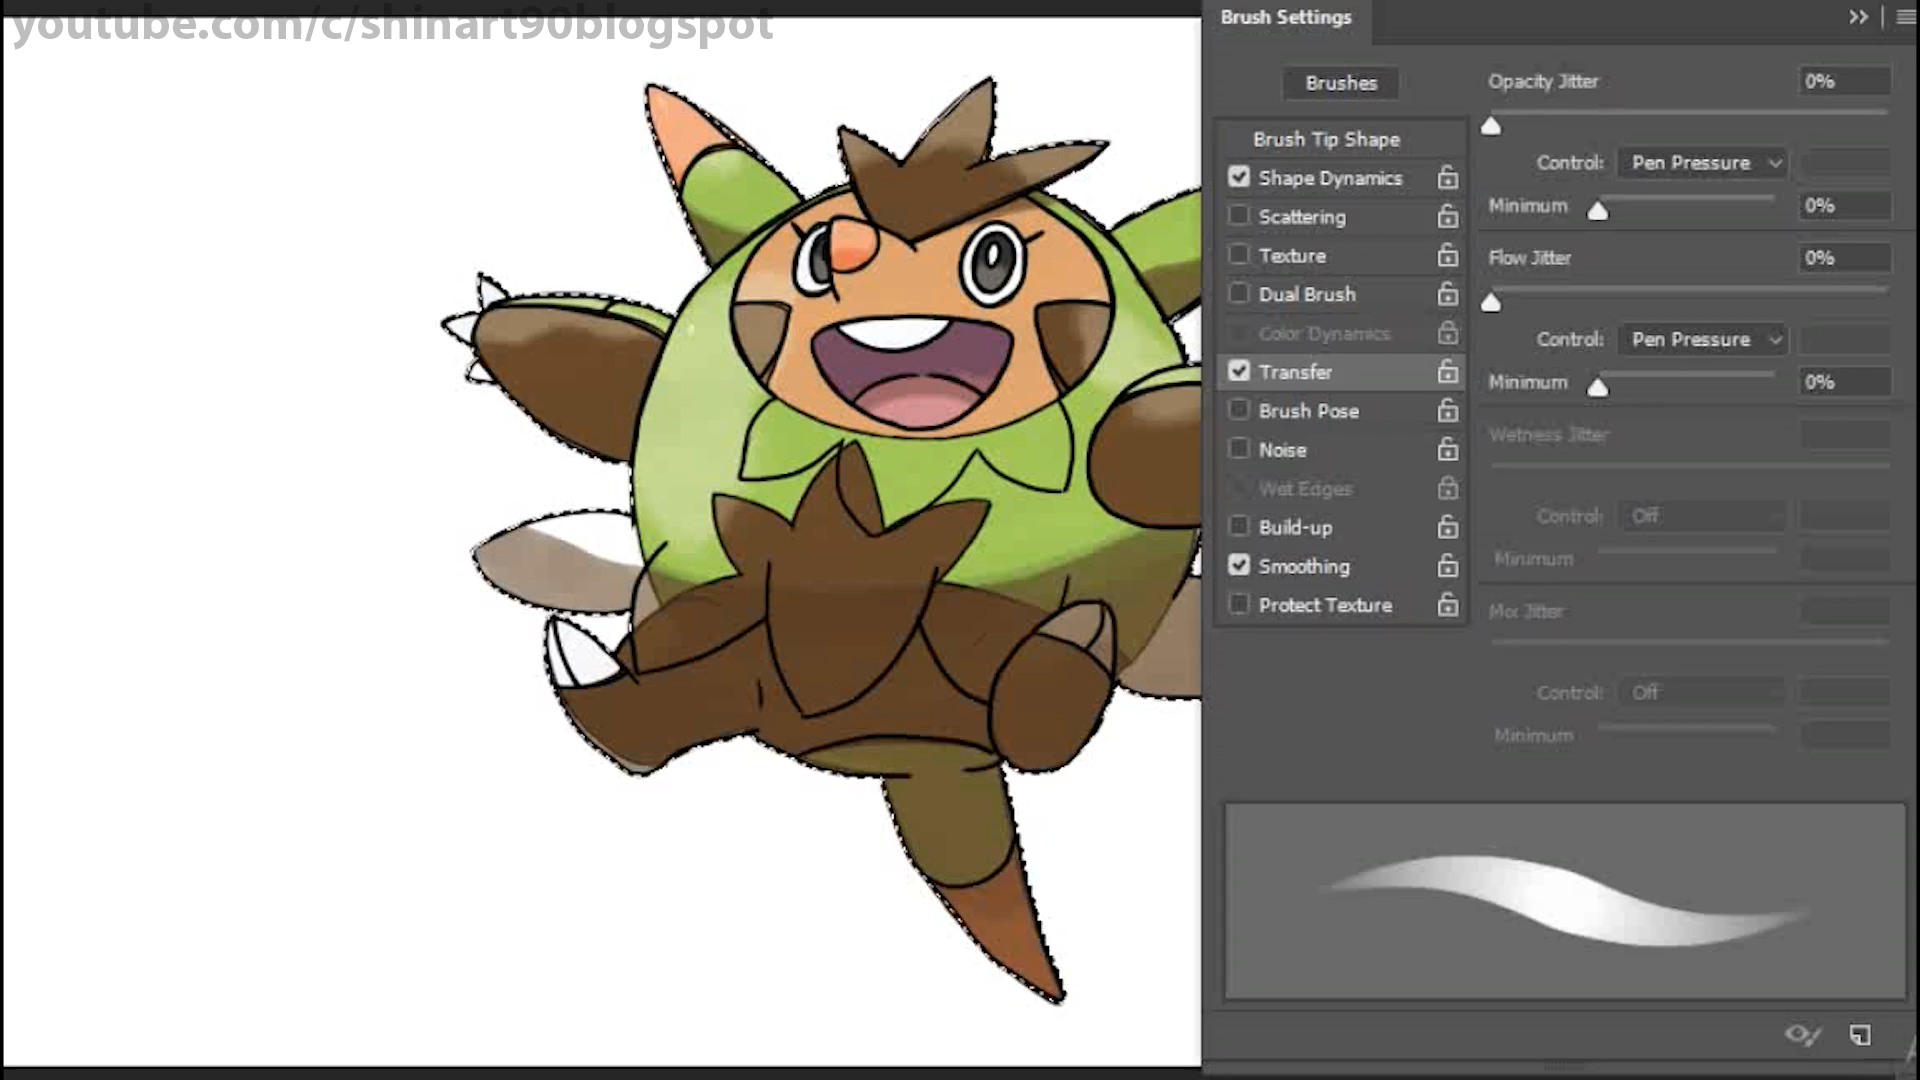 youtube.com/c/shinart90blogspot
Brush Settings
Brushes
Brush Tip Shape
Shape Dynamics
Scattering
Texture
Dual Brush
Color Dynamics
Transfer
Brush Pose
Noise
Wet Edges
Build-up
Smoothing
Protect Texture
Opacity Jitter 0%
Control: Pen Pressure
Minimum 0%
Flow Jitter 0%
Control: Pen Pressure
Minimum 0%
Wetness Jitter
Control: Off
Minimum
Mix Jitter
Control: Off
Minimum